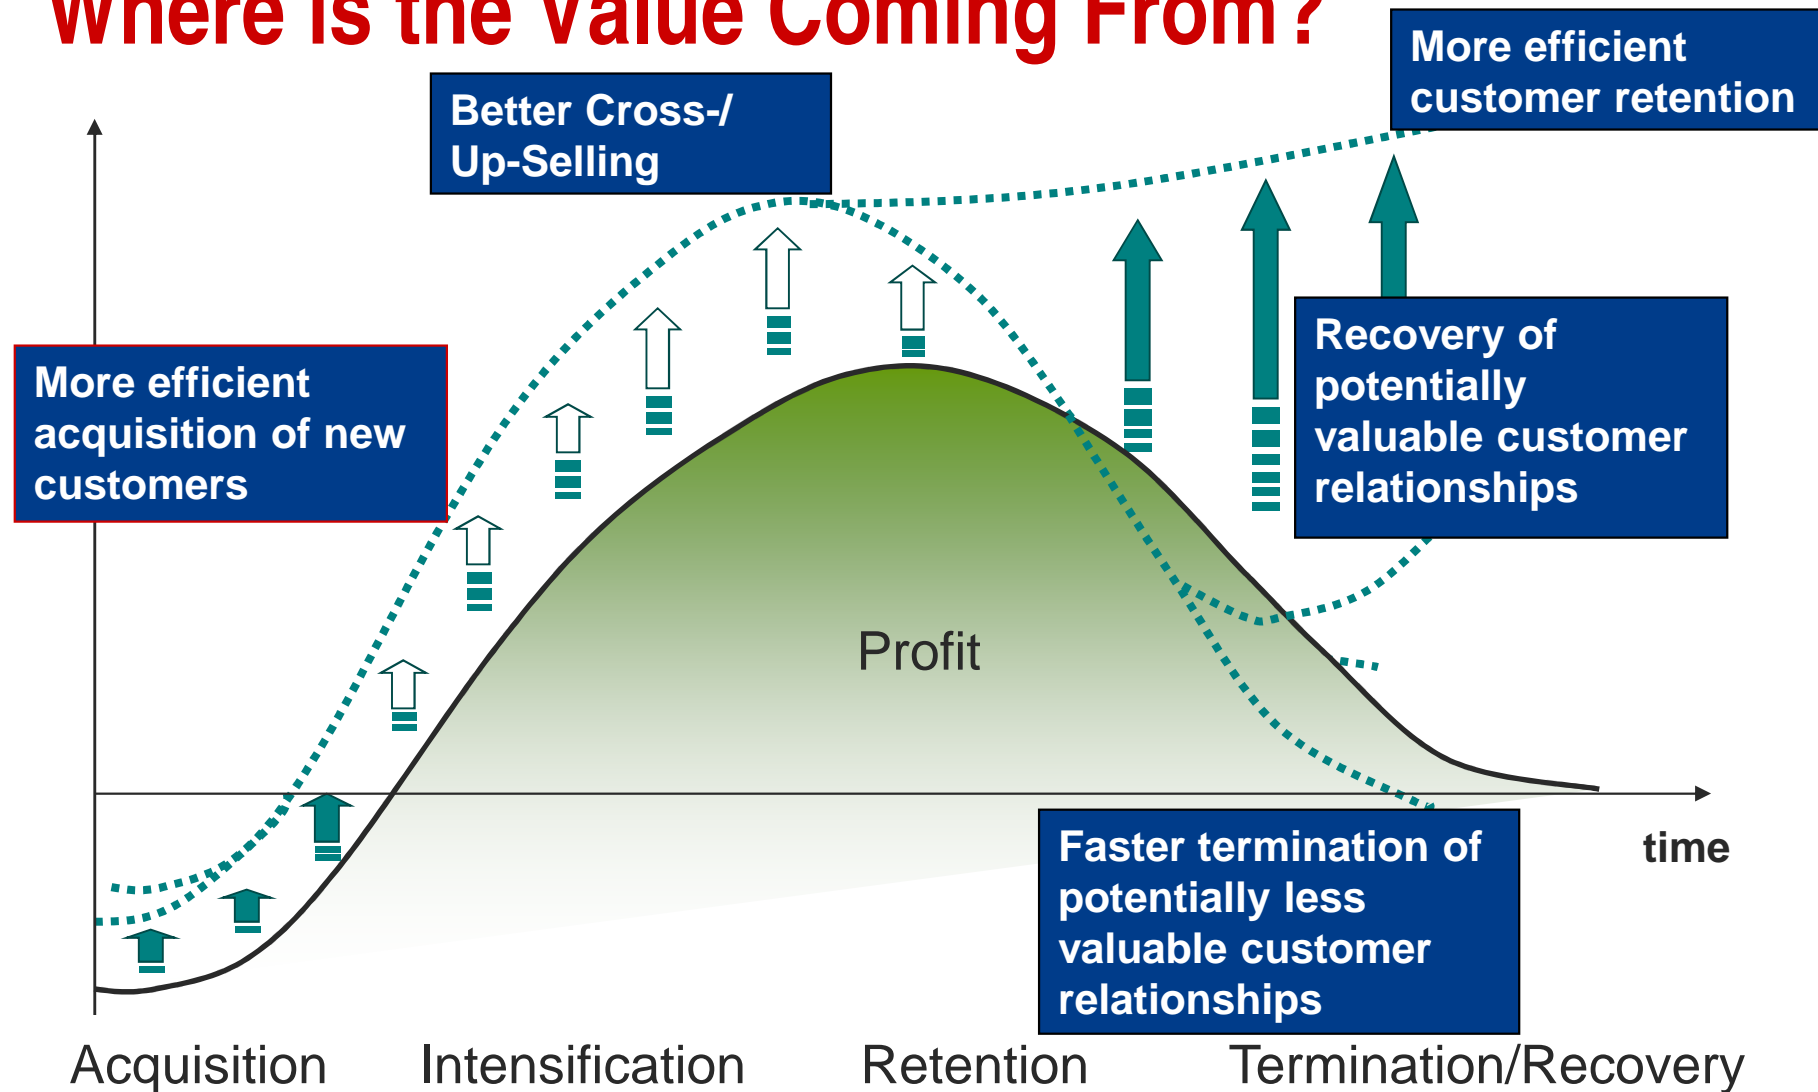 Where is the Value Coming From?
More efficient
customer retention
Better Cross-/
Up-Selling
More efficient
acquisition of new
customers
Recovery of
potentially
valuable customer
relationships
Profit
Faster termination of
potentially less
valuable customer
relationships
time
Acquisition
Intensification
Retention
Termination/Recovery